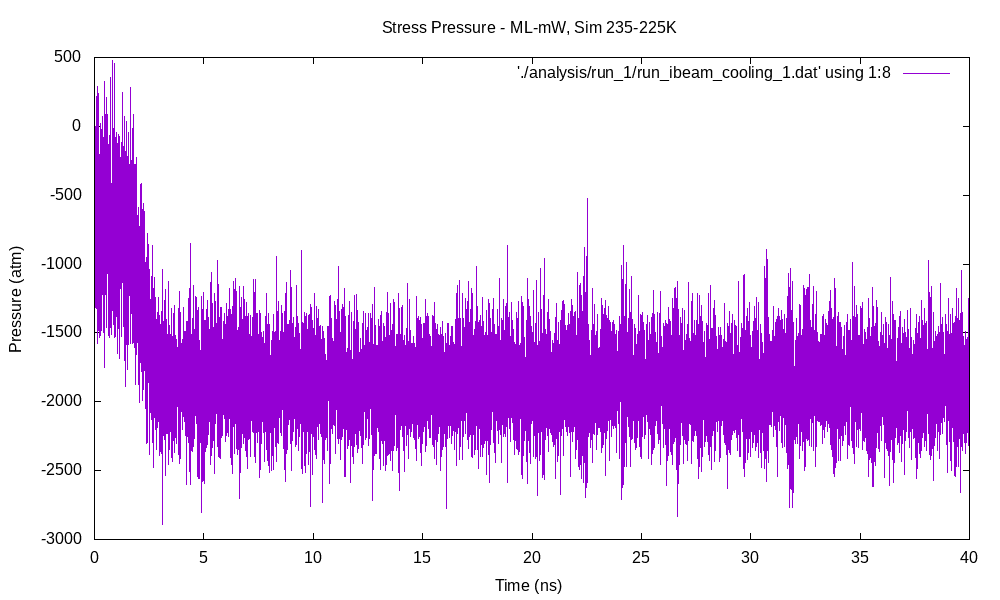 Stress Pressure - ML-mW, Sim 235-225K
'./analysis/run_1/run_ibeam_cooling_1.dat' using 1:8
500
0
-500
-1000
-1500
-2000
-2500
-3000
Pressure (atm)
0 5 10 15 20 25 30 35 40
Time (ns)